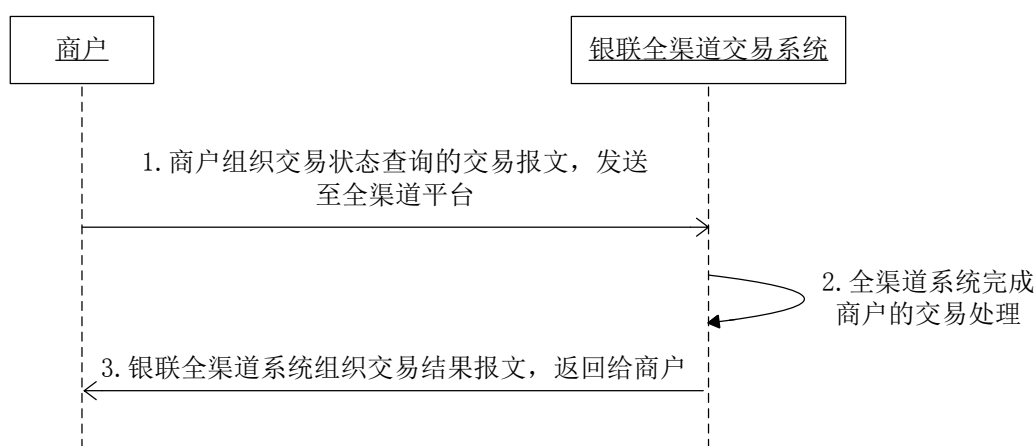 商户
银联全渠道交易系统
1.商户组织交易状态查询的交易报文，发送
至全渠道平台
2.全渠道系统完成
商户的交易处理
3.银联全渠道系统组织交易结果报文，返回给商户